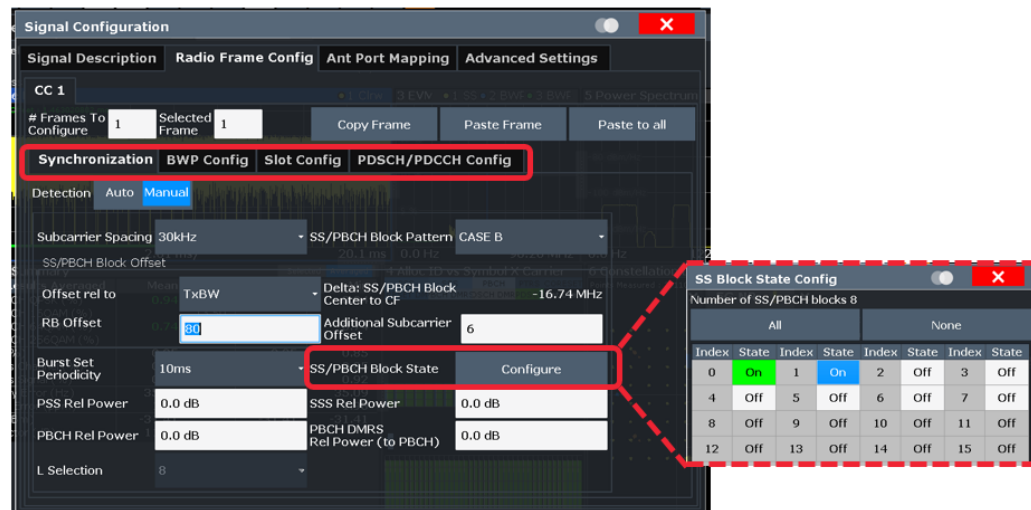 Signal Configuration
Signal Description Radio Frame Config Ant Port Mapping Advanced Settings
CC 1
# Frames To Configure 1 Selected Frame 1 Copy Frame Paste Frame Paste to all
Synchronization BWP Config Slot Config PDSCH/PDCCH Config
Detection Auto Manual
Subcarrier Spacing 30kHz SS/PBCH Block Pattern CASE B
SS/PBCH Block Offset
Offset rel to TxBW Delta: SS/PBCH Block Center to CF -16.74 MHz
RB Offset 80 Additional Subcarrier Offset 6
Burst Set Periodicity 10ms SS/PBCH Block State Configure
PSS Rel Power 0.0 dB SSS Rel Power 0.0 dB
PBCH Rel Power 0.0 dB PBCH DMRS Rel Power (to PBCH) 0.0 dB
L Selection 8
SS Block State Config
Number of SS/PBCH blocks 8
All None
Index State Index State Index State Index State
0 On 1 On 2 Off 3 Off
4 Off 5 Off 6 Off 7 Off
8 Off 9 Off 10 Off 11 Off
12 Off 13 Off 14 Off 15 Off